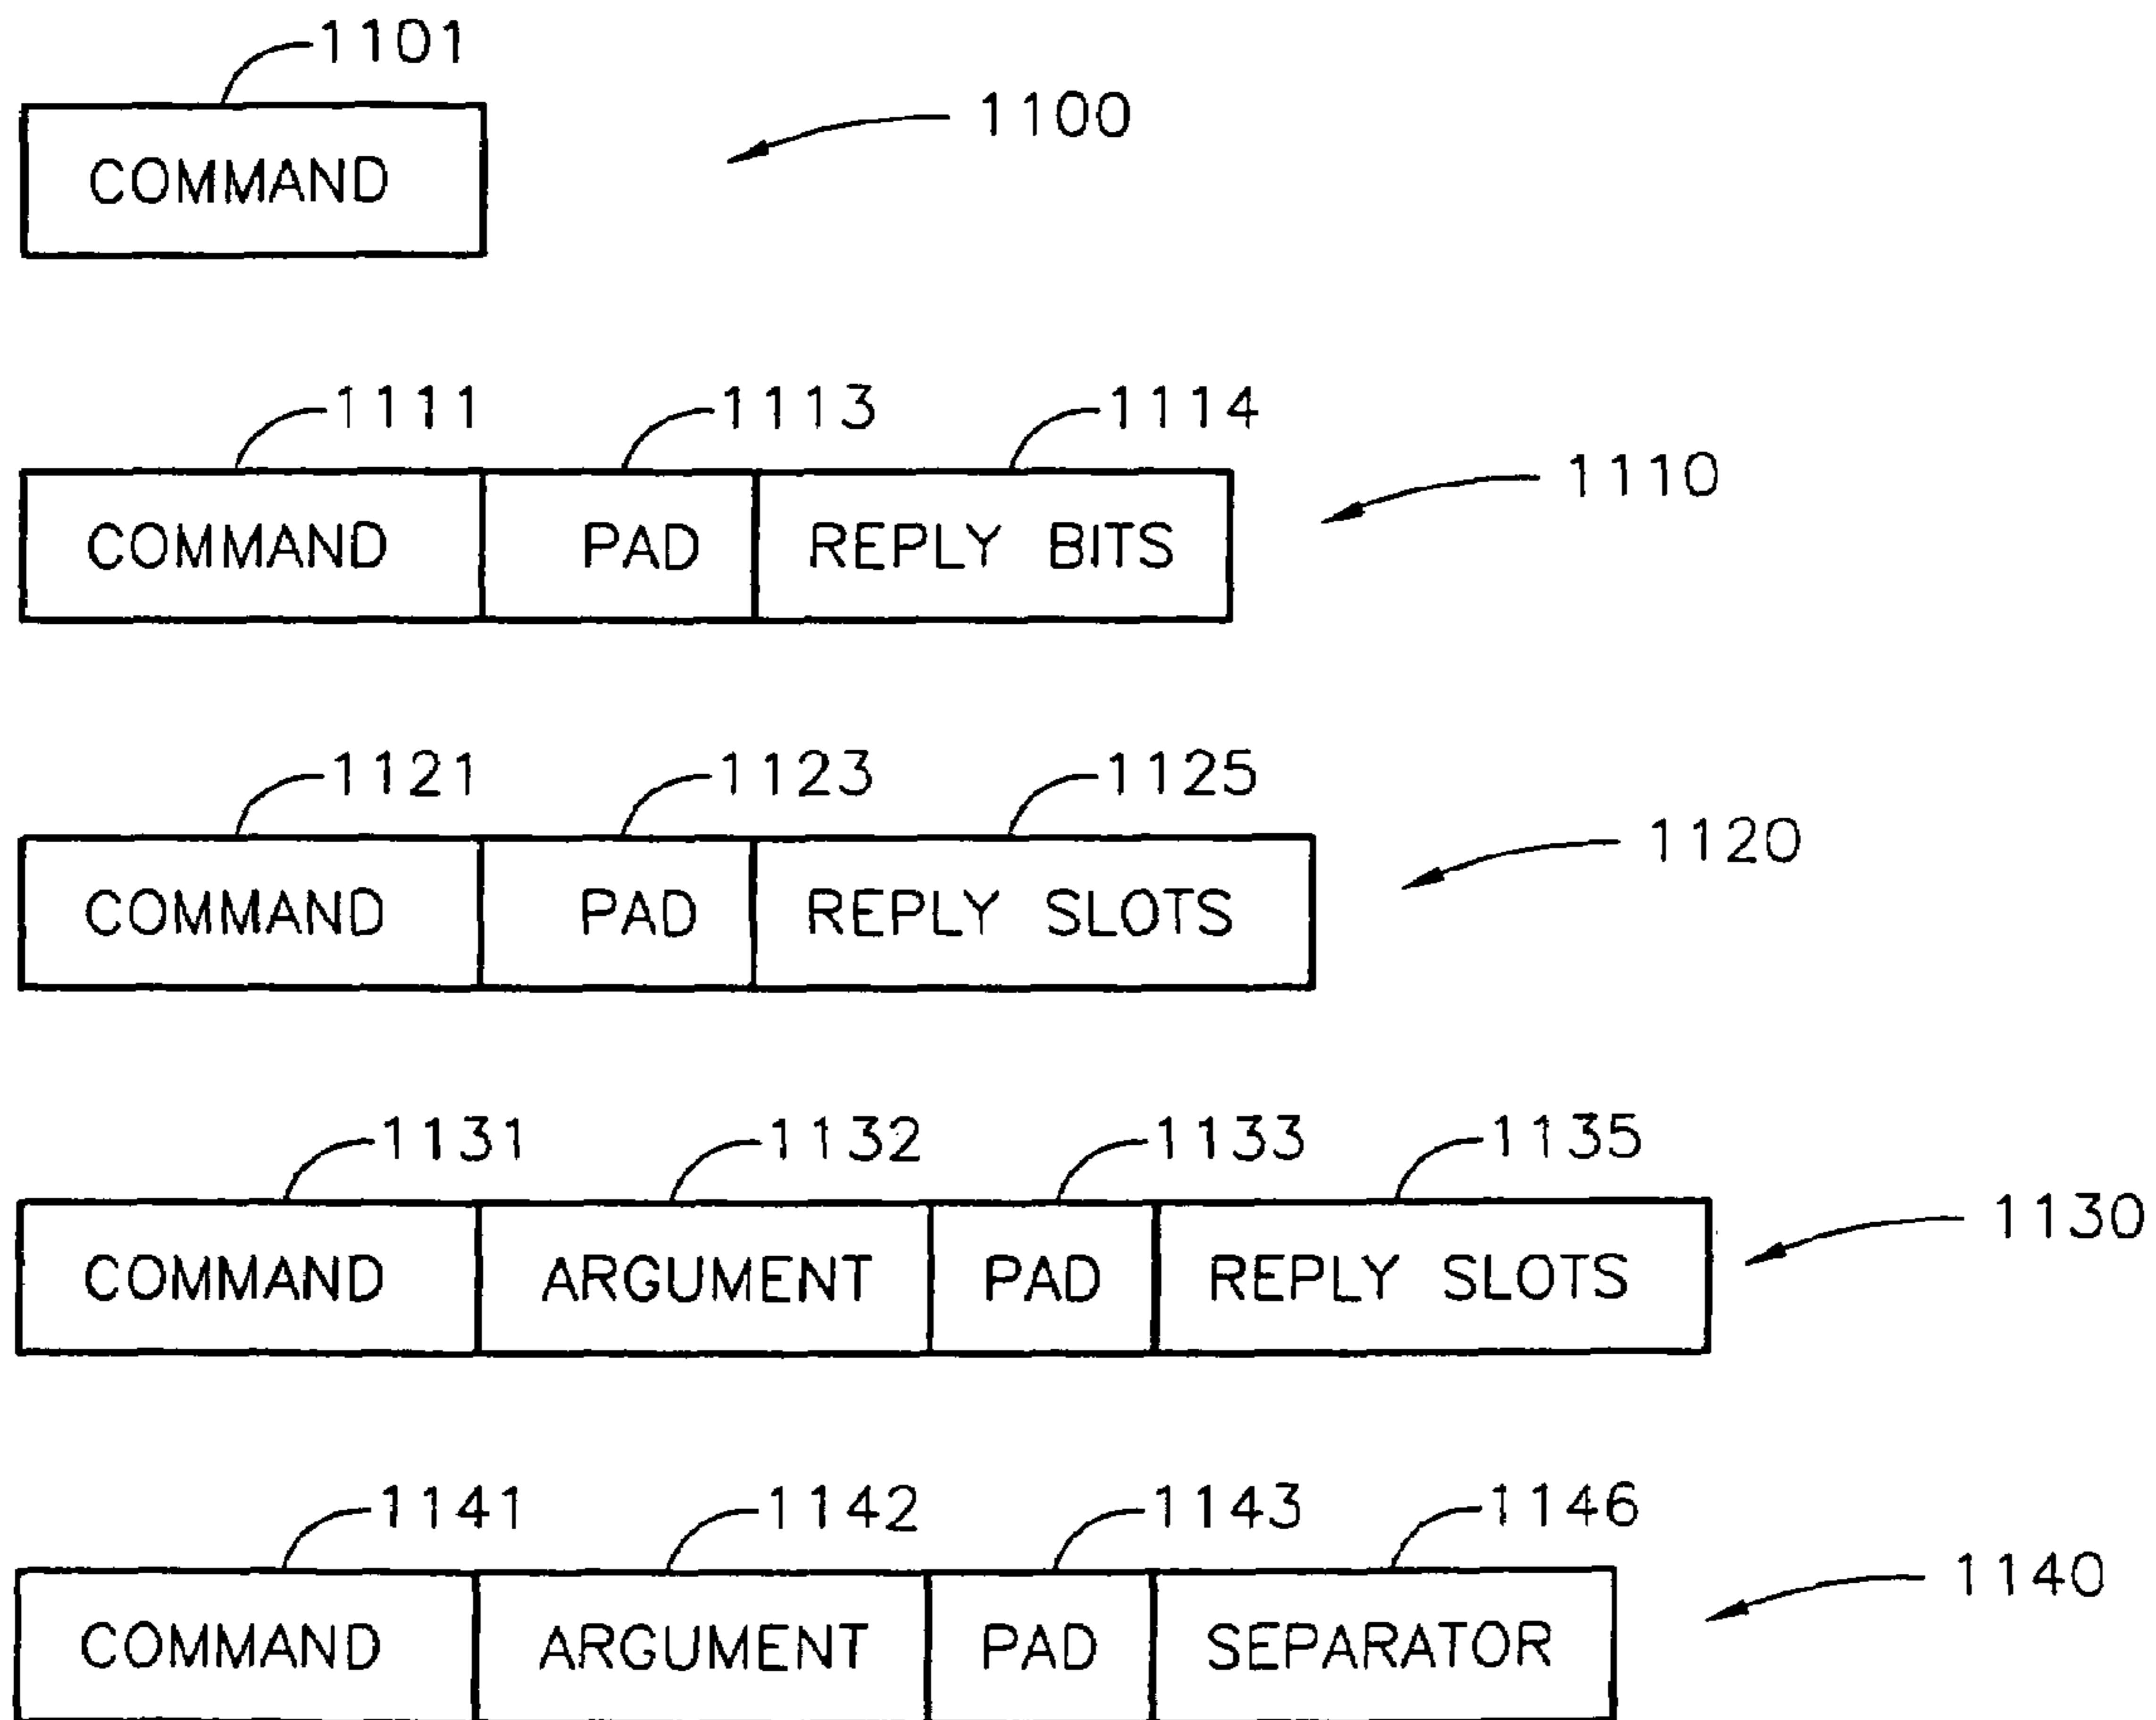 1101
1100
COMMAND
1111 1113 1114
1110
COMMAND PAD REPLY BITS
1121 1123 1125
1120
COMMAND PAD REPLY SLOTS
1131 1132 1133 1135
1130
COMMAND ARGUMENT PAD REPLY SLOTS
1141 1142 1143 1146
1140
COMMAND ARGUMENT PAD SEPARATOR